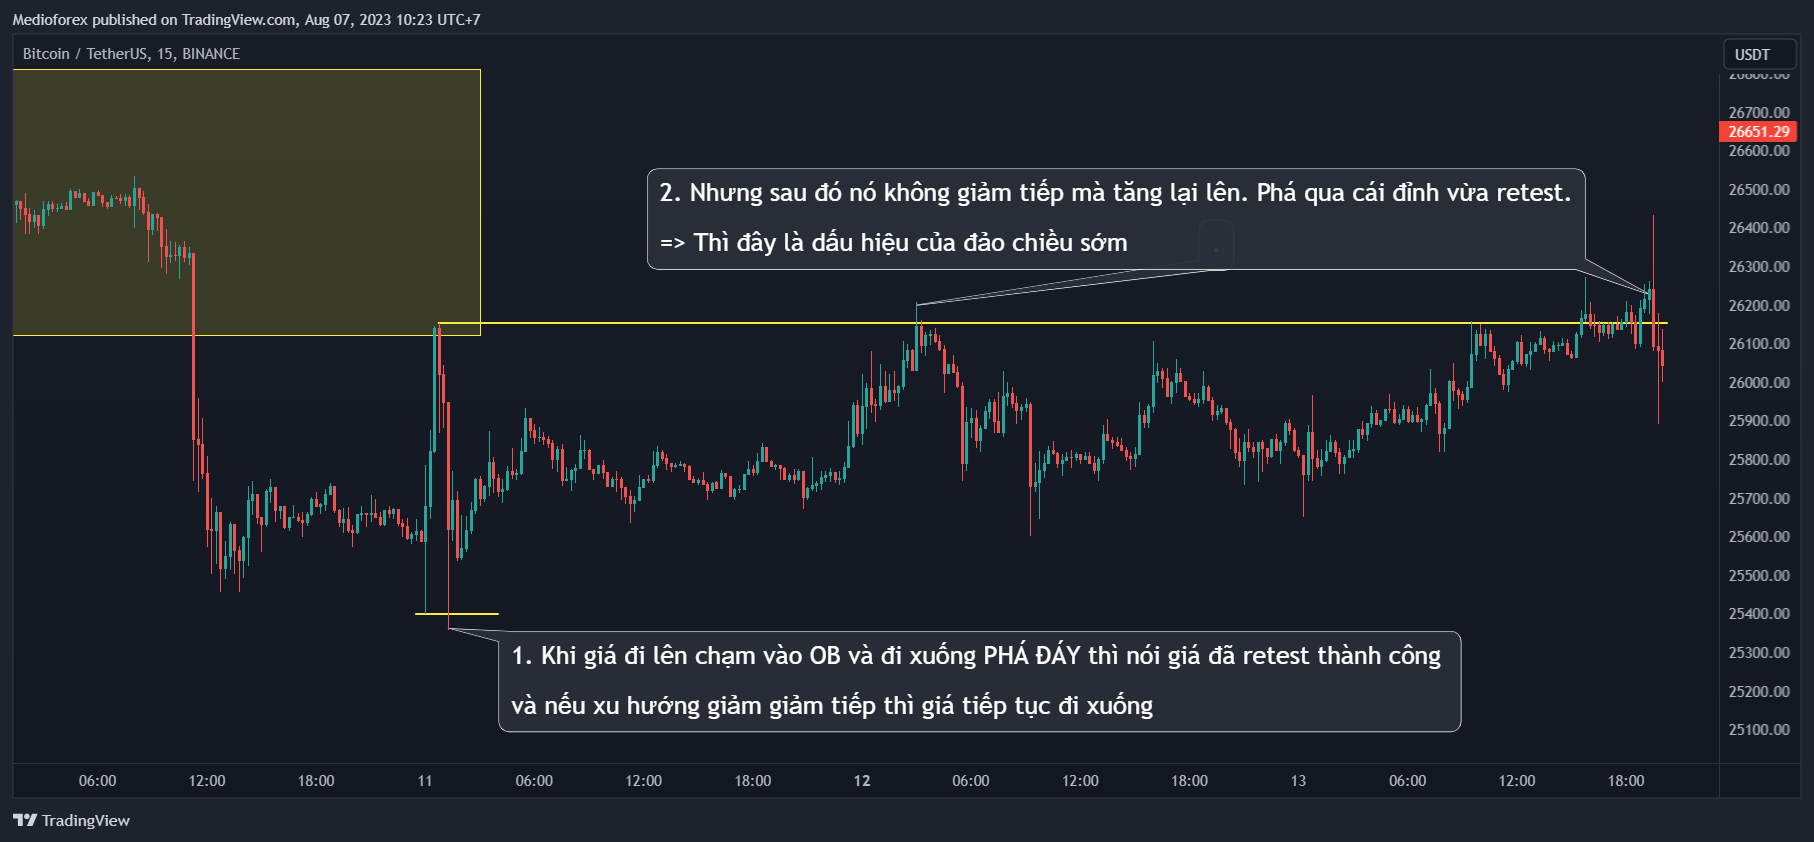 Medioforex published on TradingView.com, Aug 07, 2023 10:23 UTC+7
Bitcoin / TetherUS, 15, BINANCE
USDT
26800.00
26700.00
26651.29
26600.00
26500.00
26400.00
26300.00
26200.00
26100.00
26000.00
25900.00
25800.00
25700.00
25600.00
25500.00
25400.00
25300.00
25200.00
25100.00
2. Nhưng sau đó nó không giảm tiếp mà tăng lại lên. Phá qua cái đỉnh vừa retest.
=> Thì đây là dấu hiệu của đảo chiều sớm
1. Khi giá đi lên chạm vào OB và đi xuống PHÁ ĐÁY thì nói giá đã retest thành công
và nếu xu hướng giảm giảm tiếp thì giá tiếp tục đi xuống
06:00 12:00 18:00 11 06:00 12:00 18:00 12 06:00 12:00 18:00 13 06:00 12:00 18:00
TradingView